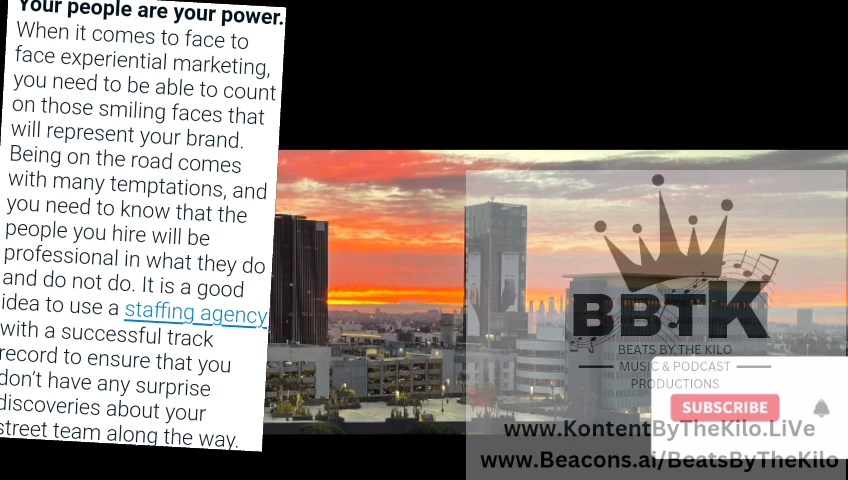 Your people are your power.
When it comes to face to
face experiential marketing,
you need to be able to count
on those smiling faces that
will represent your brand.
Being on the road comes
with many temptations, and
you need to know that the
people you hire will be
professional in what they do
and do not do. It is a good
idea to use a staffing agency
with a successful track
record to ensure that you
don't have any surprise
discoveries about your
street team along the way.
BBTK
BEATS BY THE KILO
MUSIC & PODCAST
PRODUCTIONS
SUBSCRIBE
www.KontentByTheKilo.LiVe
www.Beacons.ai/BeatsByTheKilo